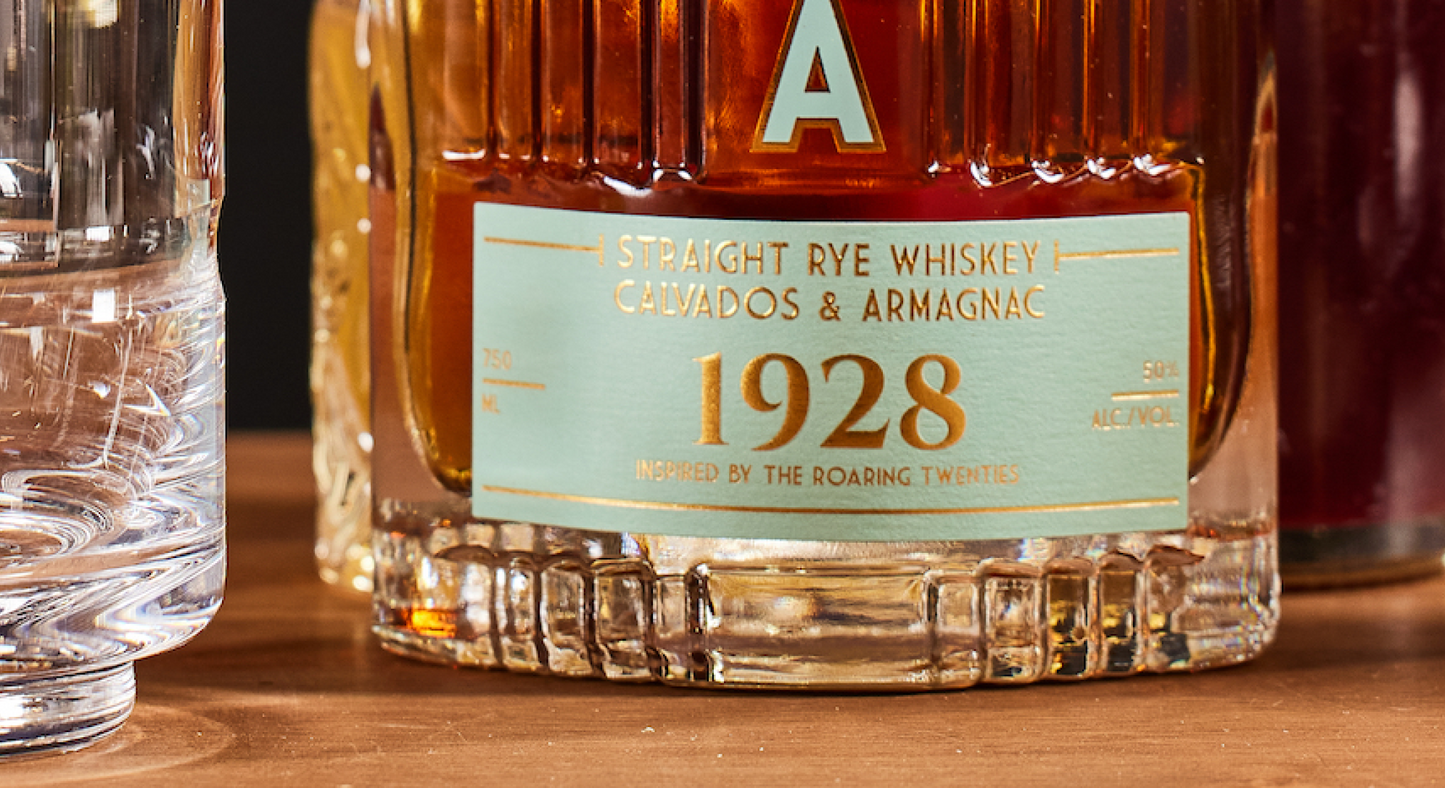 A
STRAIGHT RYE WHISKEY
CALVADOS & ARMAGNAC
1928
INSPIRED BY THE ROARING TWENTIES
750
ML
50%
ALC./VOL.